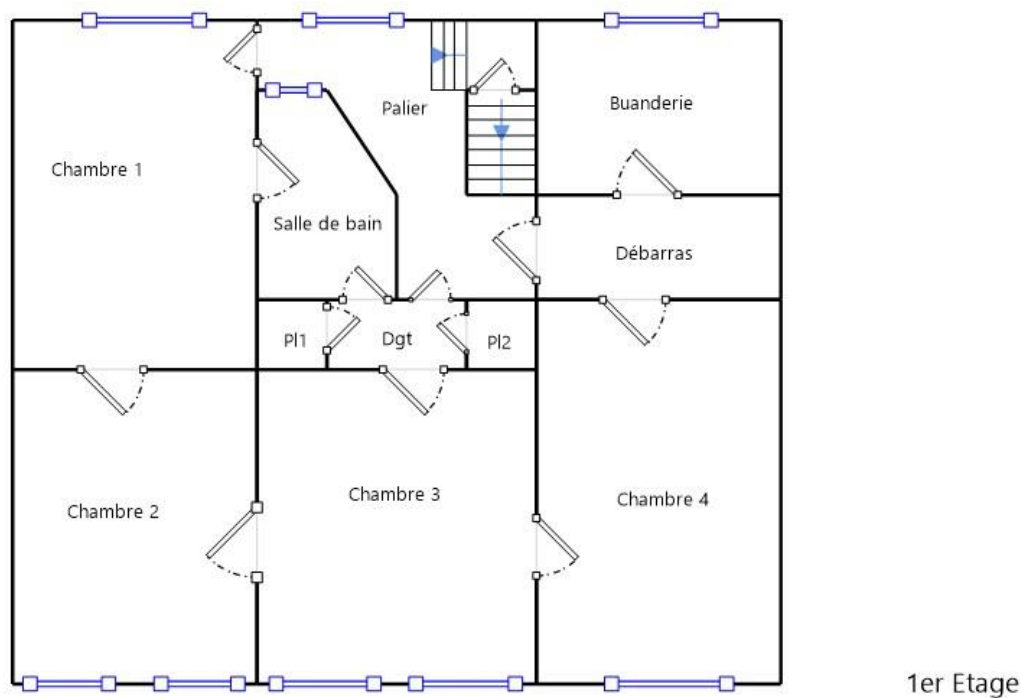 Buanderie
Palier
Chambre 1
Salle de bain
Débarras
Pl1
Dgt
Pl2
Chambre 3
Chambre 4
Chambre 2
1er Etage